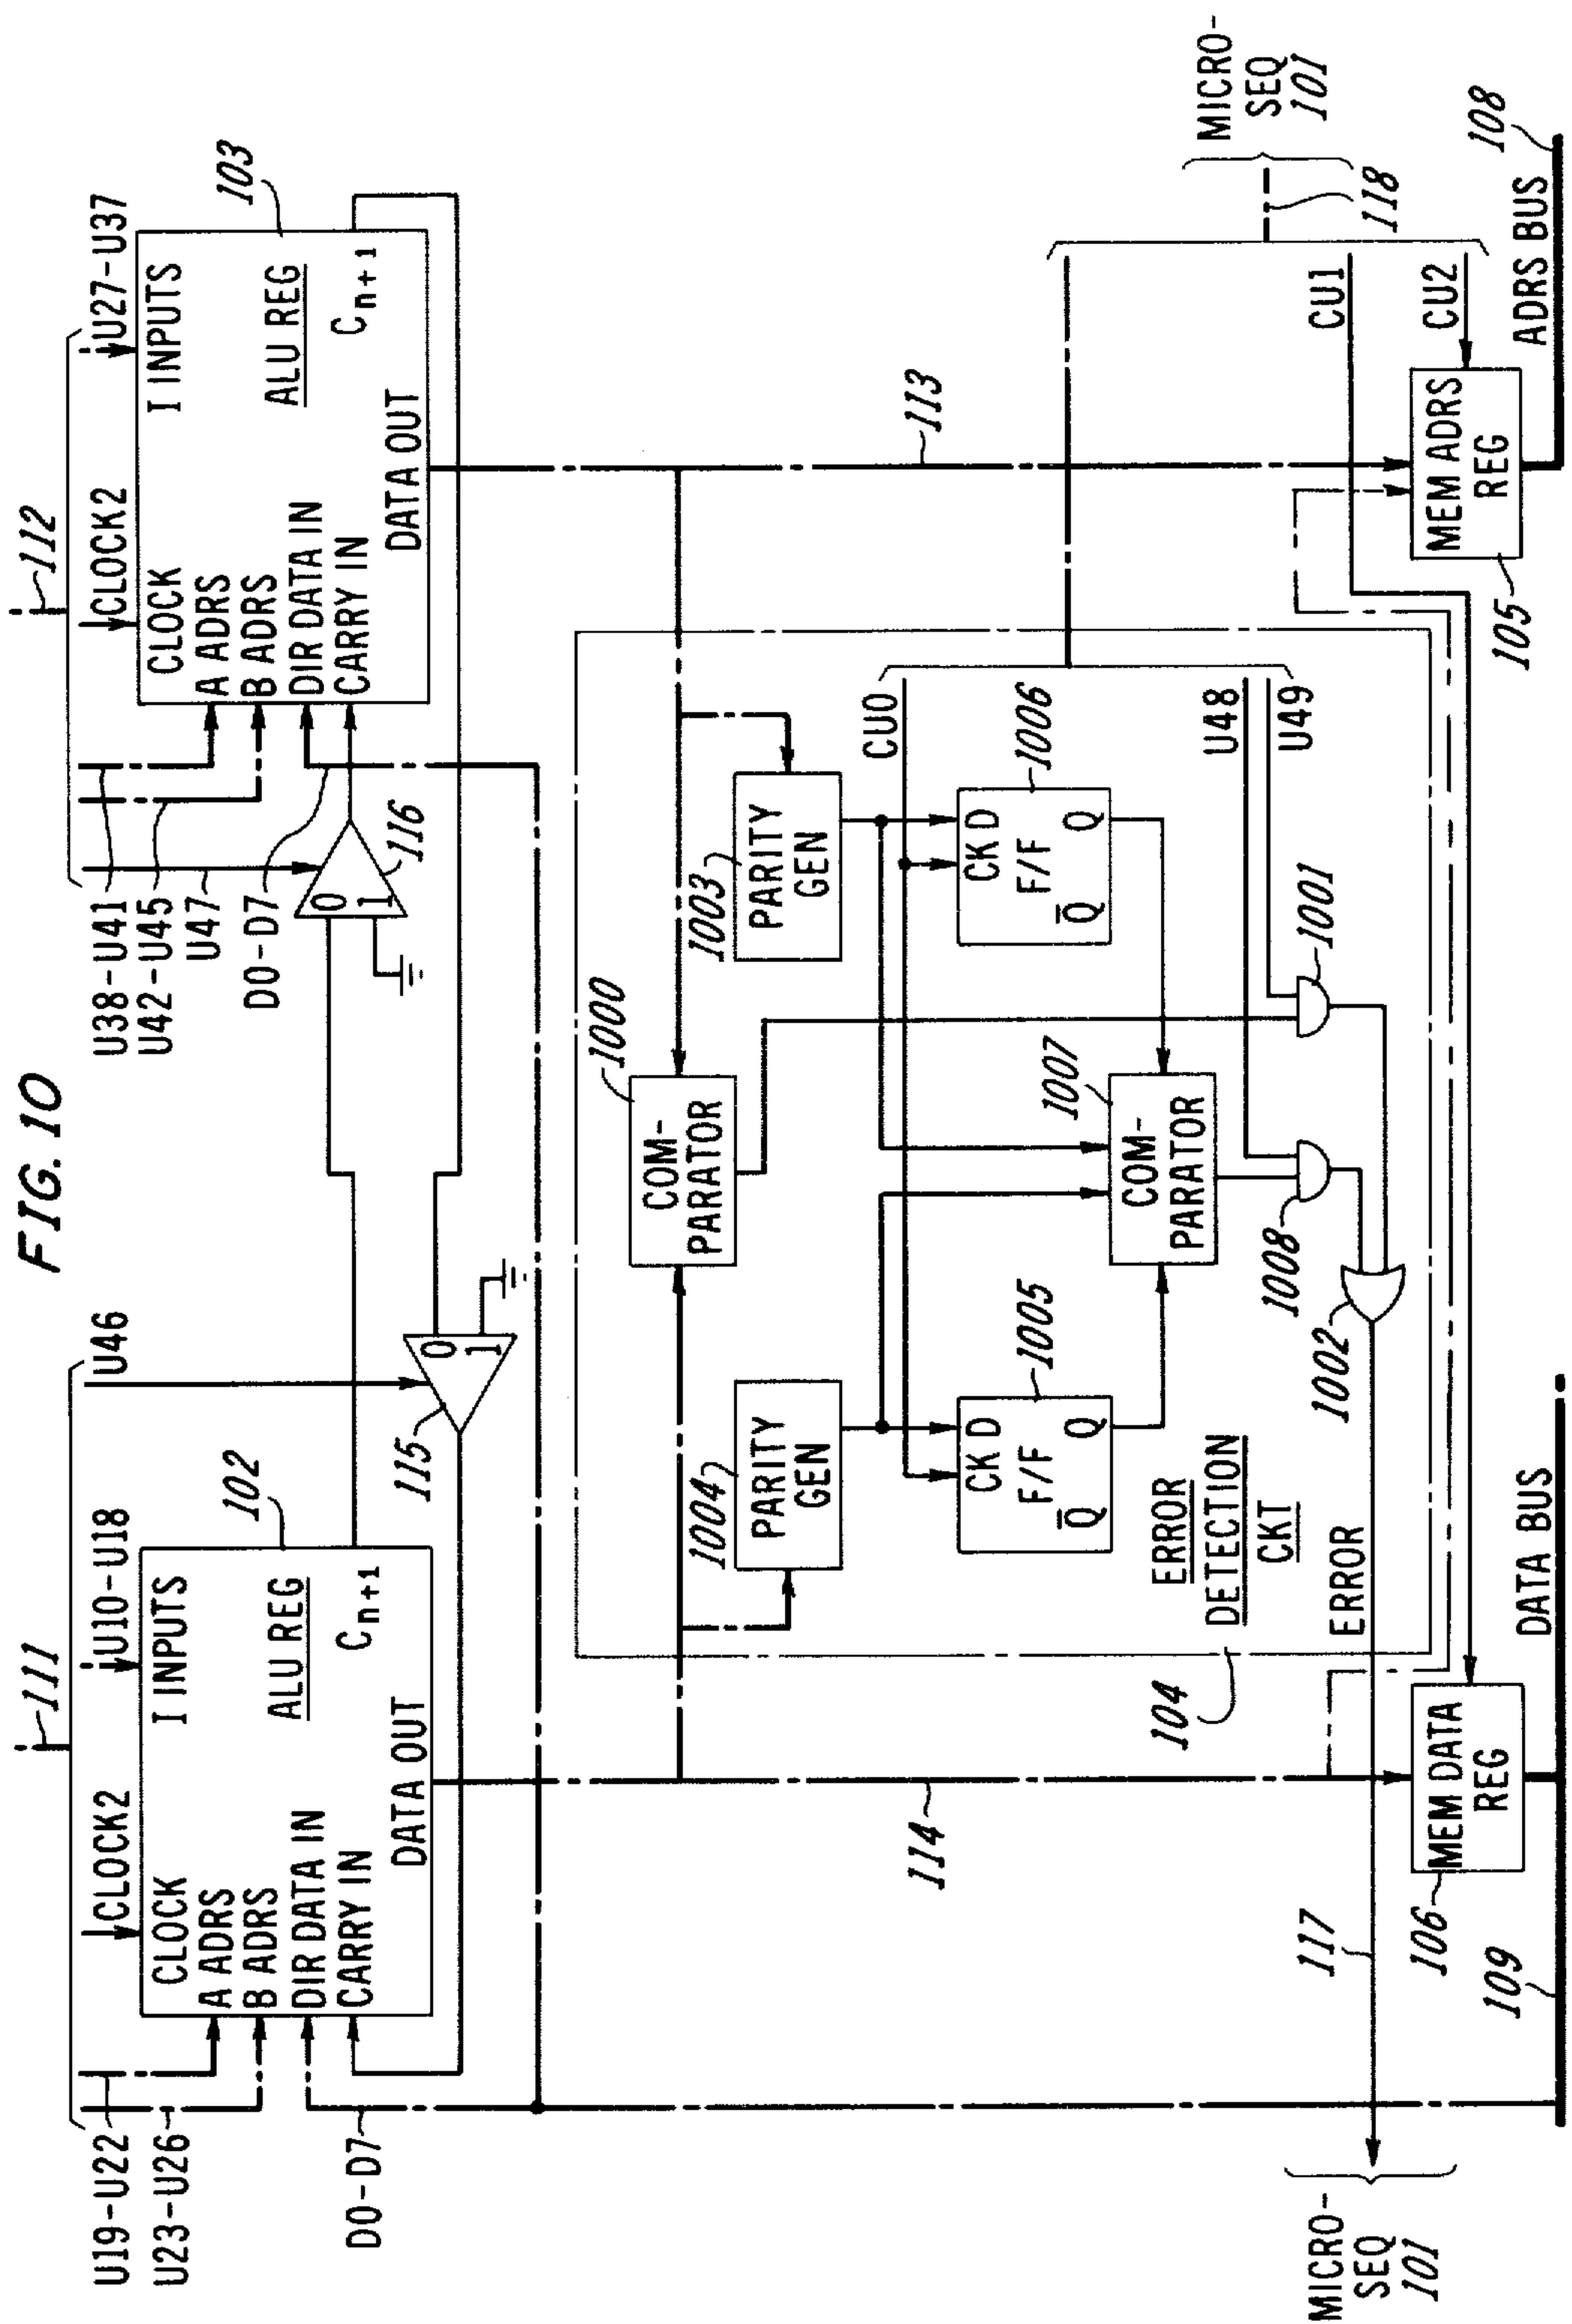 FIG. 10
111
U19-U22
U23-U26
CLOCK2
U10-U18
U46
102
CLOCK
A ADRS
B ADRS
DIR DATA IN
CARRY IN
I INPUTS
ALU REG
Cn+1
DATA OUT
D0-D7
115
0
1
112
U38-U41
U42-U45
U47
D0-D7
CLOCK2
U27-U37
103
116
0
1
CLOCK
A ADRS
B ADRS
DIR DATA IN
CARRY IN
I INPUTS
ALU REG
Cn+1
DATA OUT
114
113
1000
COM-
PARATOR
1004
PARITY
GEN
1003
PARITY
GEN
CU0
1005
CK D
F/F
Q̅ Q
1006
CK D
F/F
Q̅ Q
1007
COM-
PARATOR
U48
U49
1008
1001
1002
ERROR
DETECTION
CKT
104
ERROR
117
MICRO-
SEQ
101
MICRO-
SEQ
101
118
CU1
CU2
MEM DATA
REG
106
MEM ADRS
REG
105
109
DATA BUS
ADRS BUS
108